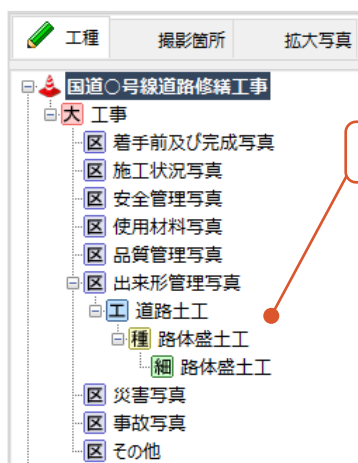 工種 撮影箇所 拡大写真
国道○号線道路修繕工事
大 工事
区 着手前及び完成写真
区 施工状況写真
区 安全管理写真
区 使用材料写真
区 品質管理写真
区 出来形管理写真
工 道路土工
種 路体盛土工
細 路体盛土工
区 災害写真
区 事故写真
区 その他